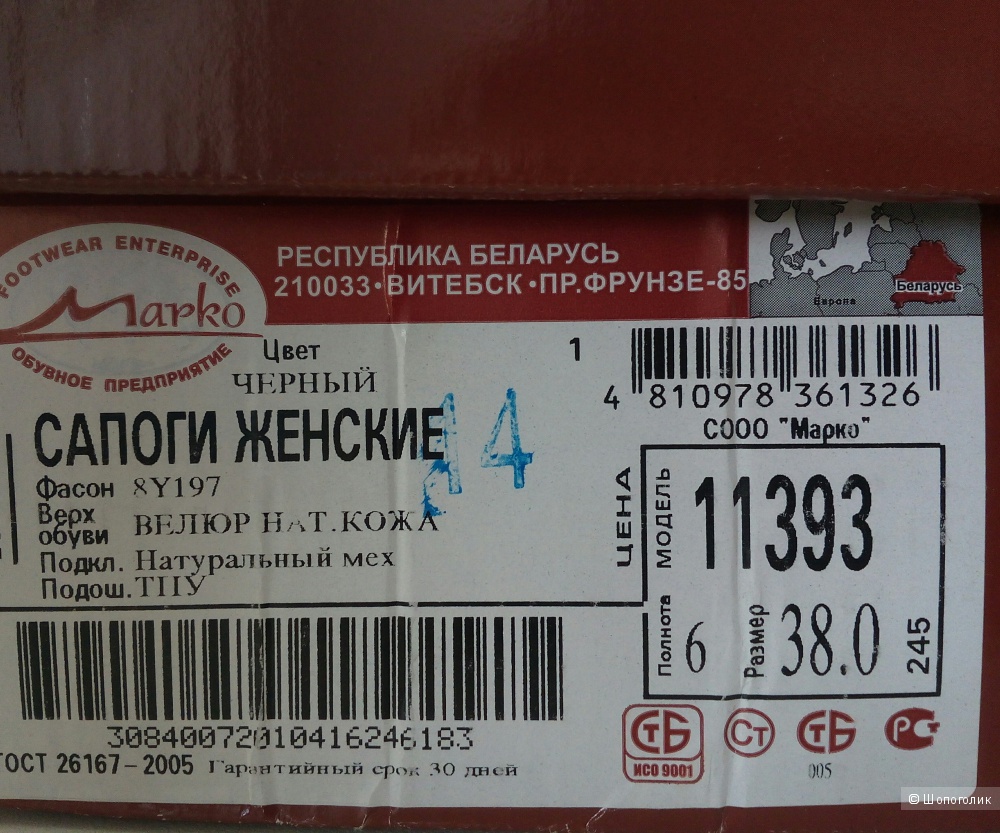 FOOTWEAR ENTERPRISE
Марко
ОБУВНОЕ ПРЕДПРИЯТИЕ
РЕСПУБЛИКА БЕЛАРУСЬ
210033•ВИТЕБСК•ПР.ФРУНЗЕ-85
Беларусь
Европа
Цвет
ЧЕРНЫЙ
1
4 810978 361326
СООО "Марко"
САПОГИ ЖЕНСКИЕ
14
Фасон 8Y197
Верх обуви ВЕЛЮР НАТ.КОЖА
Подкл. Натуральный мех
Подош. ТПУ
ЦЕНА
МОДЕЛЬ 11393
Полнота 6
Размер 38.0
245
30840072010416246183
ГОСТ 26167-2005 Гарантийный срок 30 дней
СТБ
ИСО 9001
Ст
СТБ
005
РСт
© Шопоголик